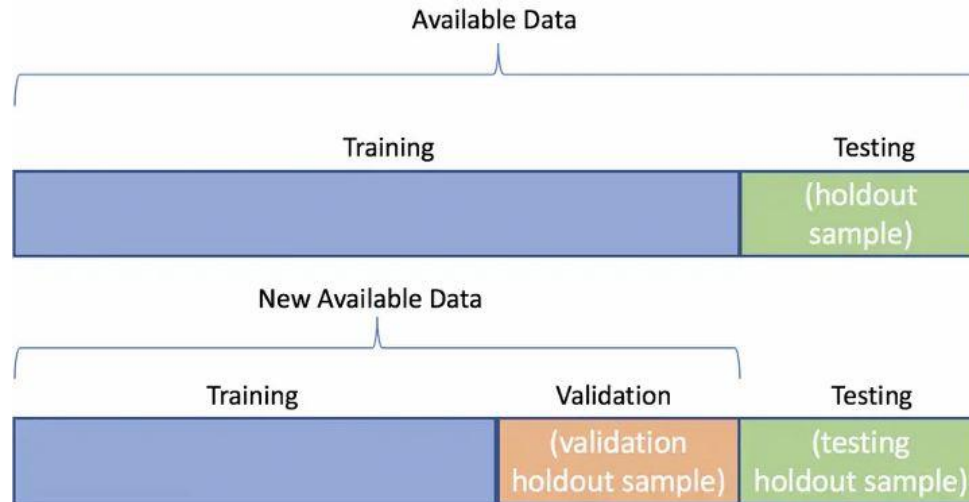 Available Data
Training
Testing
(holdout
sample)
New Available Data
Training
Validation
Testing
(validation
holdout sample)
(testing
holdout sample)